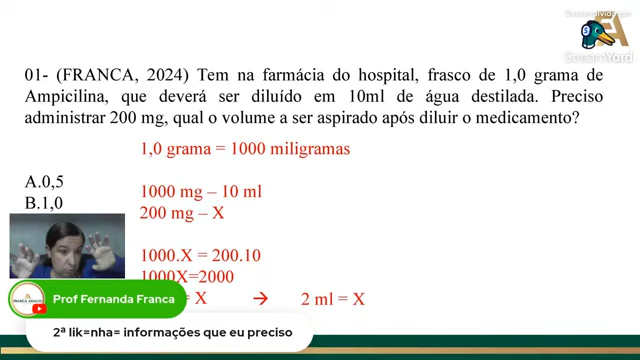 StreamYard
01- (FRANCA, 2024) Tem na farmácia do hospital, frasco de 1,0 grama de
Ampicilina, que deverá ser diluído em 10ml de água destilada. Preciso
administrar 200 mg, qual o volume a ser aspirado após diluir o medicamento?
1,0 grama = 1000 miligramas
A.0,5
B.1,0
1000 mg – 10 ml
200 mg – X
1000.X = 200.10
1000X=2000
= X → 2 ml = X
Prof Fernanda Franca
2ª lik=nha= informações que eu preciso